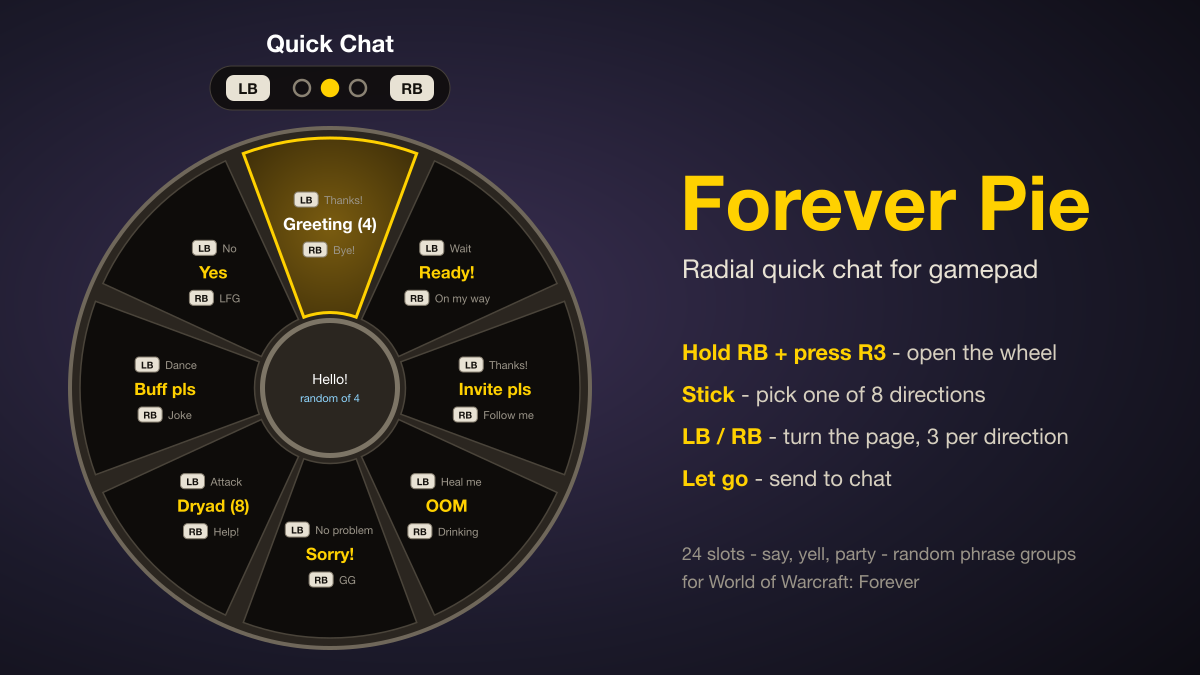 Quick Chat
LB RB
LB Thanks!
Greeting (4)
RB Bye!
LB No
Yes
RB LFG
LB Wait
Ready!
RB On my way
LB Dance
Buff pls
RB Joke
Hello!
random of 4
LB Thanks!
Invite pls
RB Follow me
LB Attack
Dryad (8)
RB Help!
LB No problem
Sorry!
RB GG
LB Heal me
OOM
RB Drinking
Forever Pie
Radial quick chat for gamepad
Hold RB + press R3 - open the wheel
Stick - pick one of 8 directions
LB / RB - turn the page, 3 per direction
Let go - send to chat
24 slots - say, yell, party - random phrase groups
for World of Warcraft: Forever